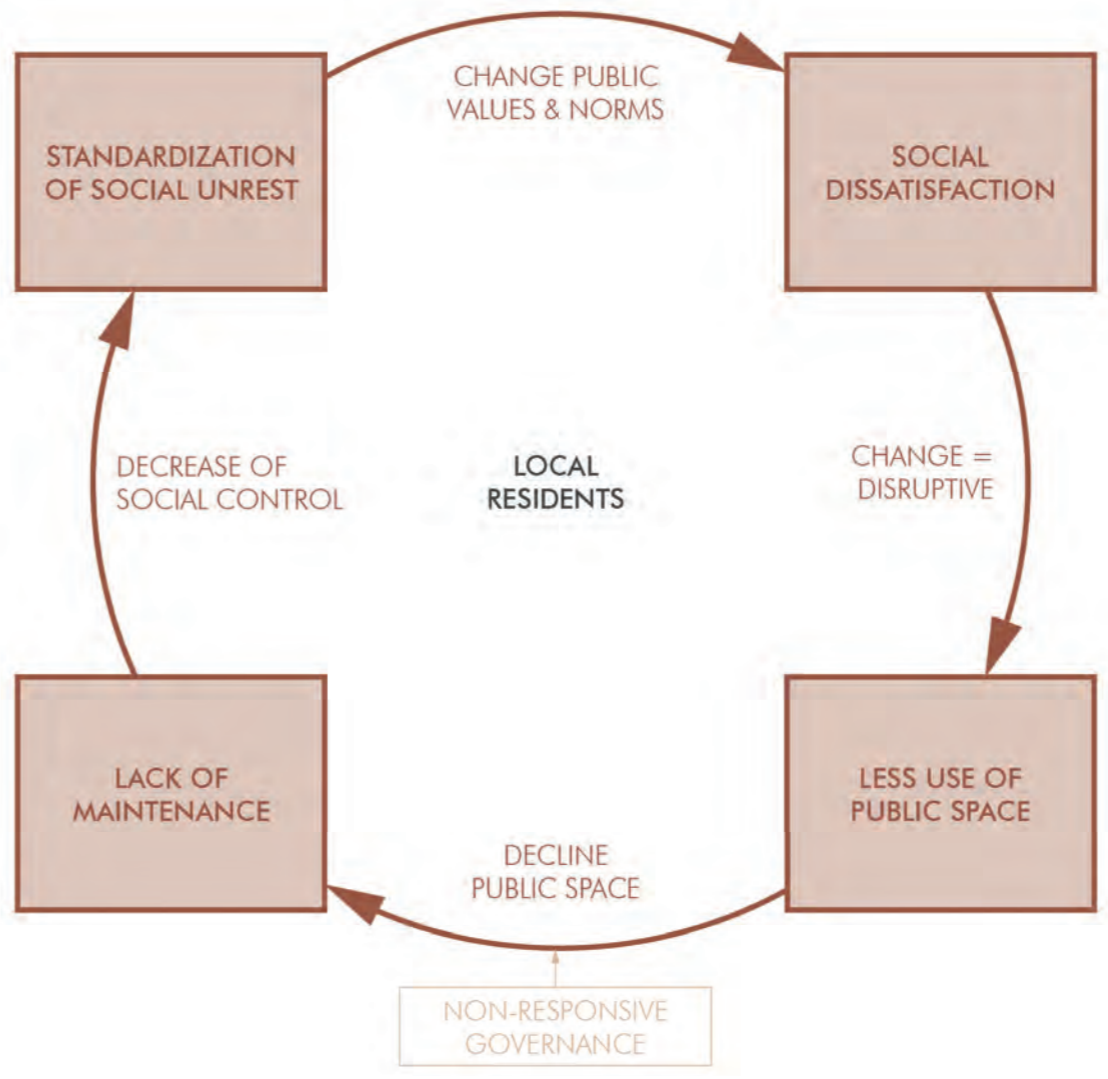 CHANGE PUBLIC
VALUES & NORMS
STANDARDIZATION
OF SOCIAL UNREST
SOCIAL
DISSATISFACTION
DECREASE OF
SOCIAL CONTROL
LOCAL
RESIDENTS
CHANGE =
DISRUPTIVE
LACK OF
MAINTENANCE
LESS USE OF
PUBLIC SPACE
DECLINE
PUBLIC SPACE
NON-RESPONSIVE
GOVERNANCE